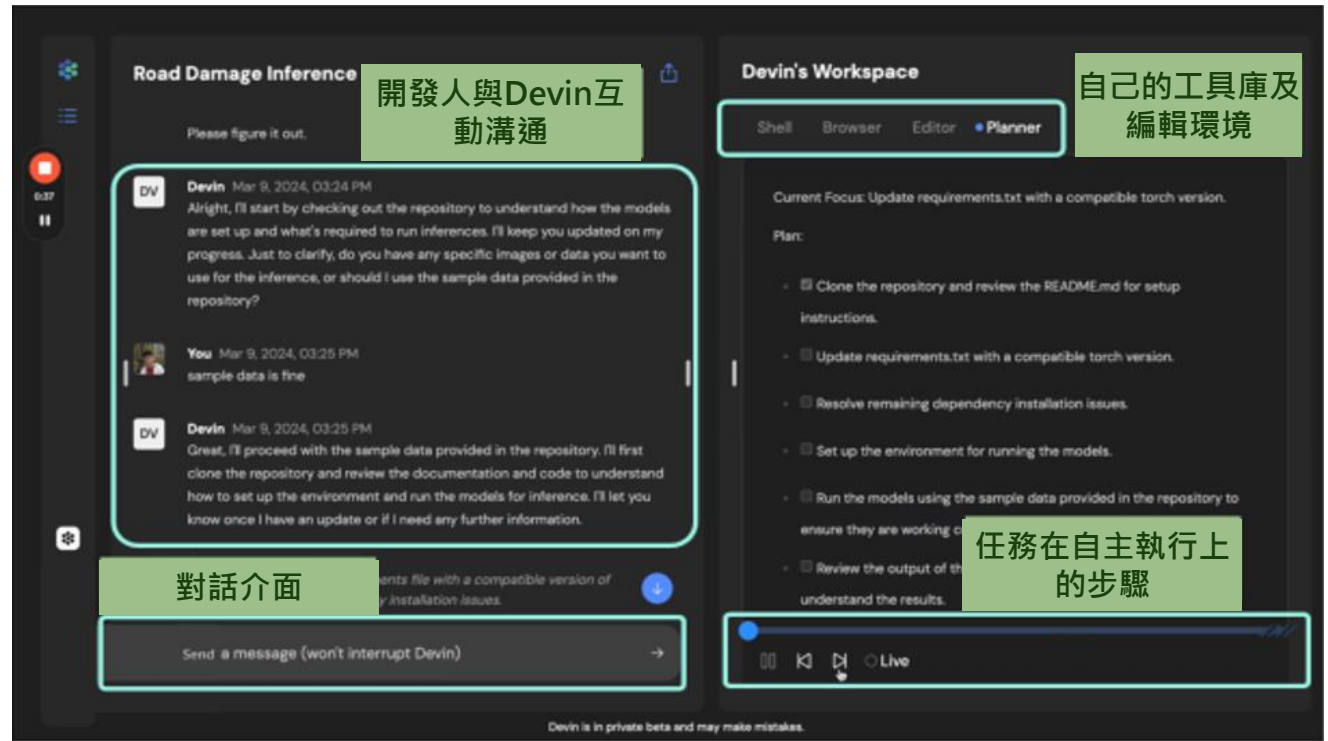 Road Damage Inference
開發人與Devin互
動溝通
Please figure it out.
0:37
DV
Devin Mar 9, 2024, 03:24 PM
Alright, I'll start by checking out the repository to understand how the models
are set up and what's required to run inferences. I'll keep you updated on my
progress. Just to clarify, do you have any specific images or data you want to
use for the inference, or should I use the sample data provided in the
repository?
You Mar 9, 2024, 03:25 PM
sample data is fine
DV
Devin Mar 9, 2024, 03:25 PM
Great, I'll proceed with the sample data provided in the repository. I'll first
clone the repository and review the documentation and code to understand
how to set up the environment and run the models for inference. I'll let you
know once I have an update or if I need any further information.
對話介面
file with a compatible version of
installation issues.
Send a message (won't interrupt Devin)
Devin's Workspace
自己的工具庫及
編輯環境
Shell Browser Editor Planner
Current Focus: Update requirements.txt with a compatible torch version.
Plan:
Clone the repository and review the README.md for setup
instructions.
Update requirements.txt with a compatible torch version.
Resolve remaining dependency installation issues.
Set up the environment for running the models.
Run the models using the sample data provided in the repository to
ensure they are working
任務在自主執行上
的步驟
Review the output of
understand the results.
Live
Devin is in private beta and may make mistakes.